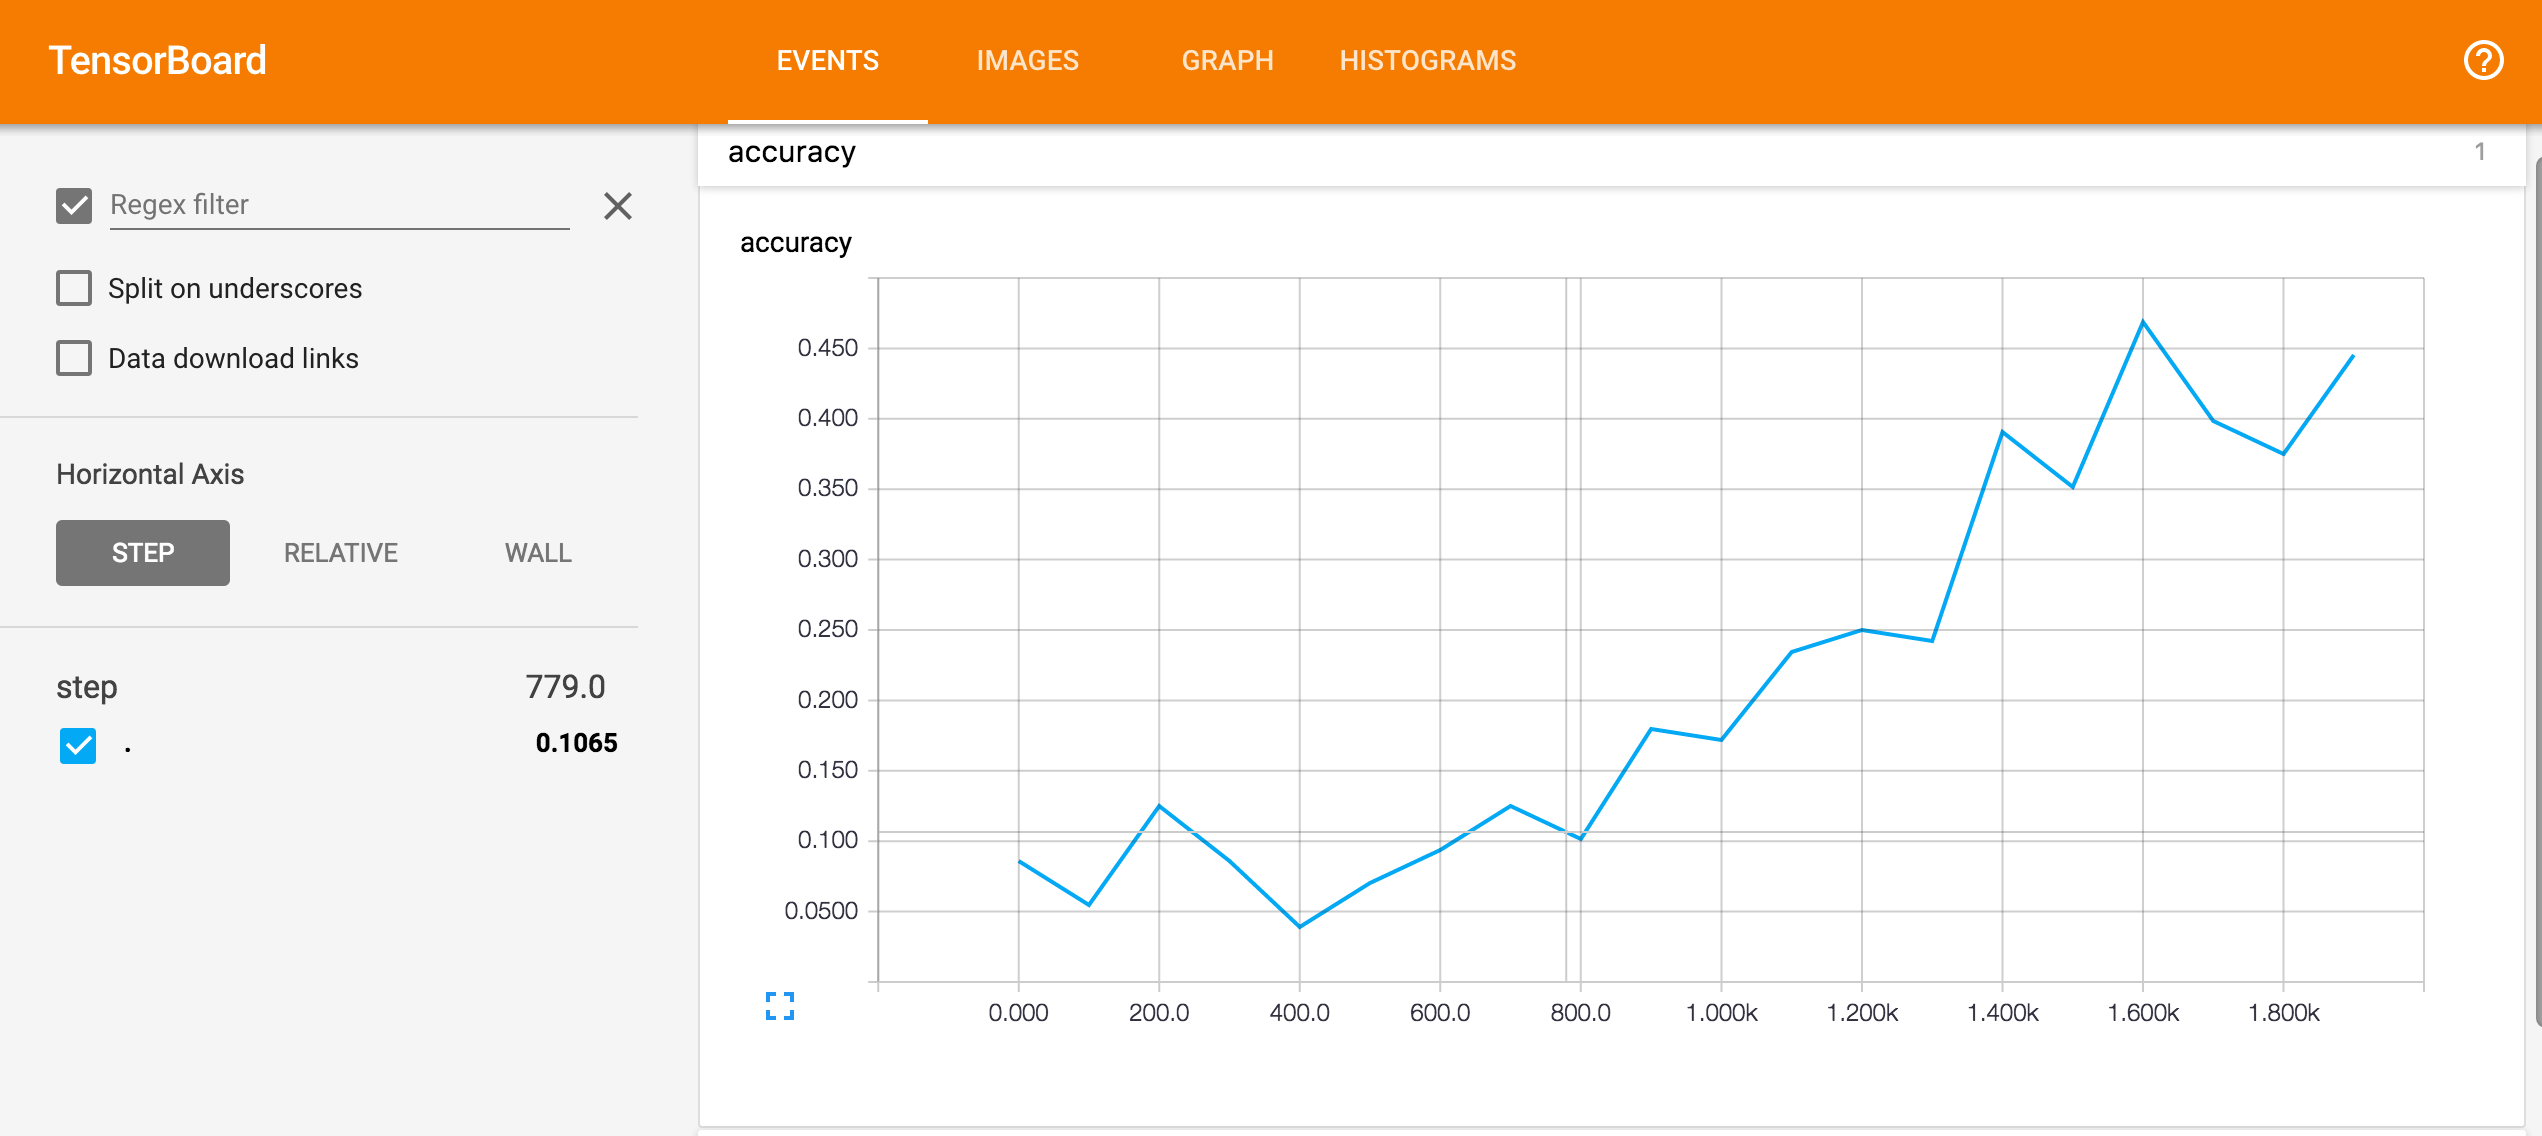 TensorBoard
EVENTS IMAGES GRAPH HISTOGRAMS
?
Regex filter
Split on underscores
Data download links
Horizontal Axis
STEP RELATIVE WALL
step 779.0
. 0.1065
accuracy 1
accuracy
0.450
0.400
0.350
0.300
0.250
0.200
0.150
0.100
0.0500
0.000 200.0 400.0 600.0 800.0 1.000k 1.200k 1.400k 1.600k 1.800k